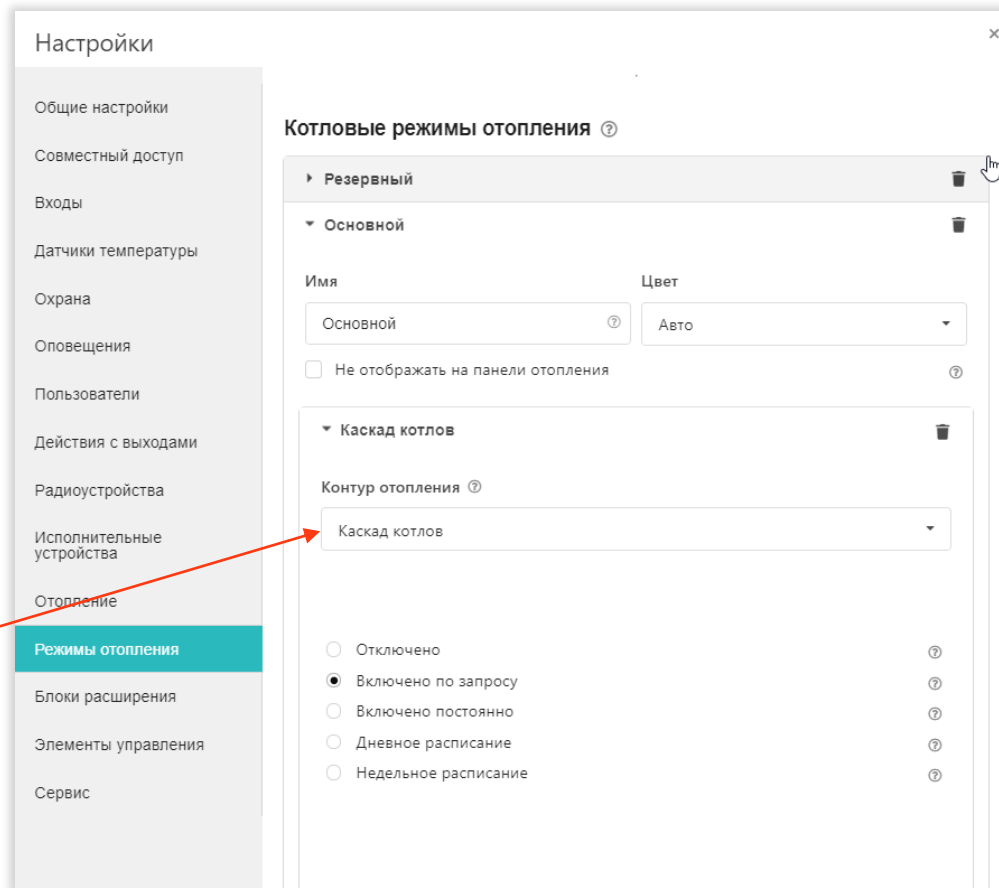 Настройки
Общие настройки
Совместный доступ
Входы
Датчики температуры
Охрана
Оповещения
Пользователи
Действия с выходами
Радиоустройства
Исполнительные
устройства
Отопление
Режимы отопления
Блоки расширения
Элементы управления
Сервис
Котловые режимы отопления ?
Резервный
Основной
Имя Цвет
Основной ? Авто
Не отображать на панели отопления ?
Каскад котлов
Контур отопления ?
Каскад котлов
Отключено ?
Включено по запросу ?
Включено постоянно ?
Дневное расписание ?
Недельное расписание ?